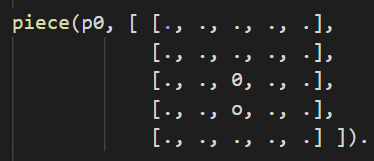 piece(p0, [ [., ., ., ., .],
[., ., ., ., .],
[., ., 0, ., .],
[., ., o, ., .],
[., ., ., ., .] ]).